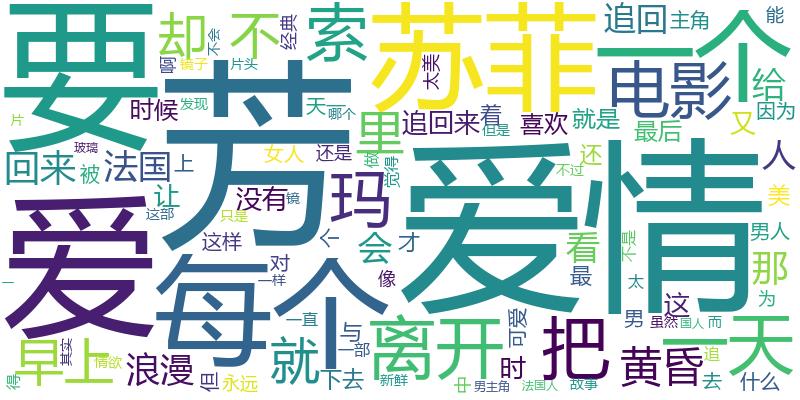 要
芳
爱情
爱
苏菲
一个
每个
离开
一天
电影
玛
把
早上
就
里
索
却
不
黄昏
浪漫
法国
回来
追回
追回来
给
那
人
看
会
没有
时候
喜欢
就是
最后
主角
能
因为
又
还
美
男人
为
太
这
最
不是
不过
着
但是
才
做
觉得
还是
女人
让
被
上
这部
只是
这样
对
个
一样
镜
像
与
一部
下去
一直
可爱
时
男
虽然
国人
而
追
去
什么
中
男主角
法国人
故事
新鲜
永远
但
情欲
其实
得
一
片
玻璃
发现
镜子
啊
片头
不会
经典
天
哪个
太美